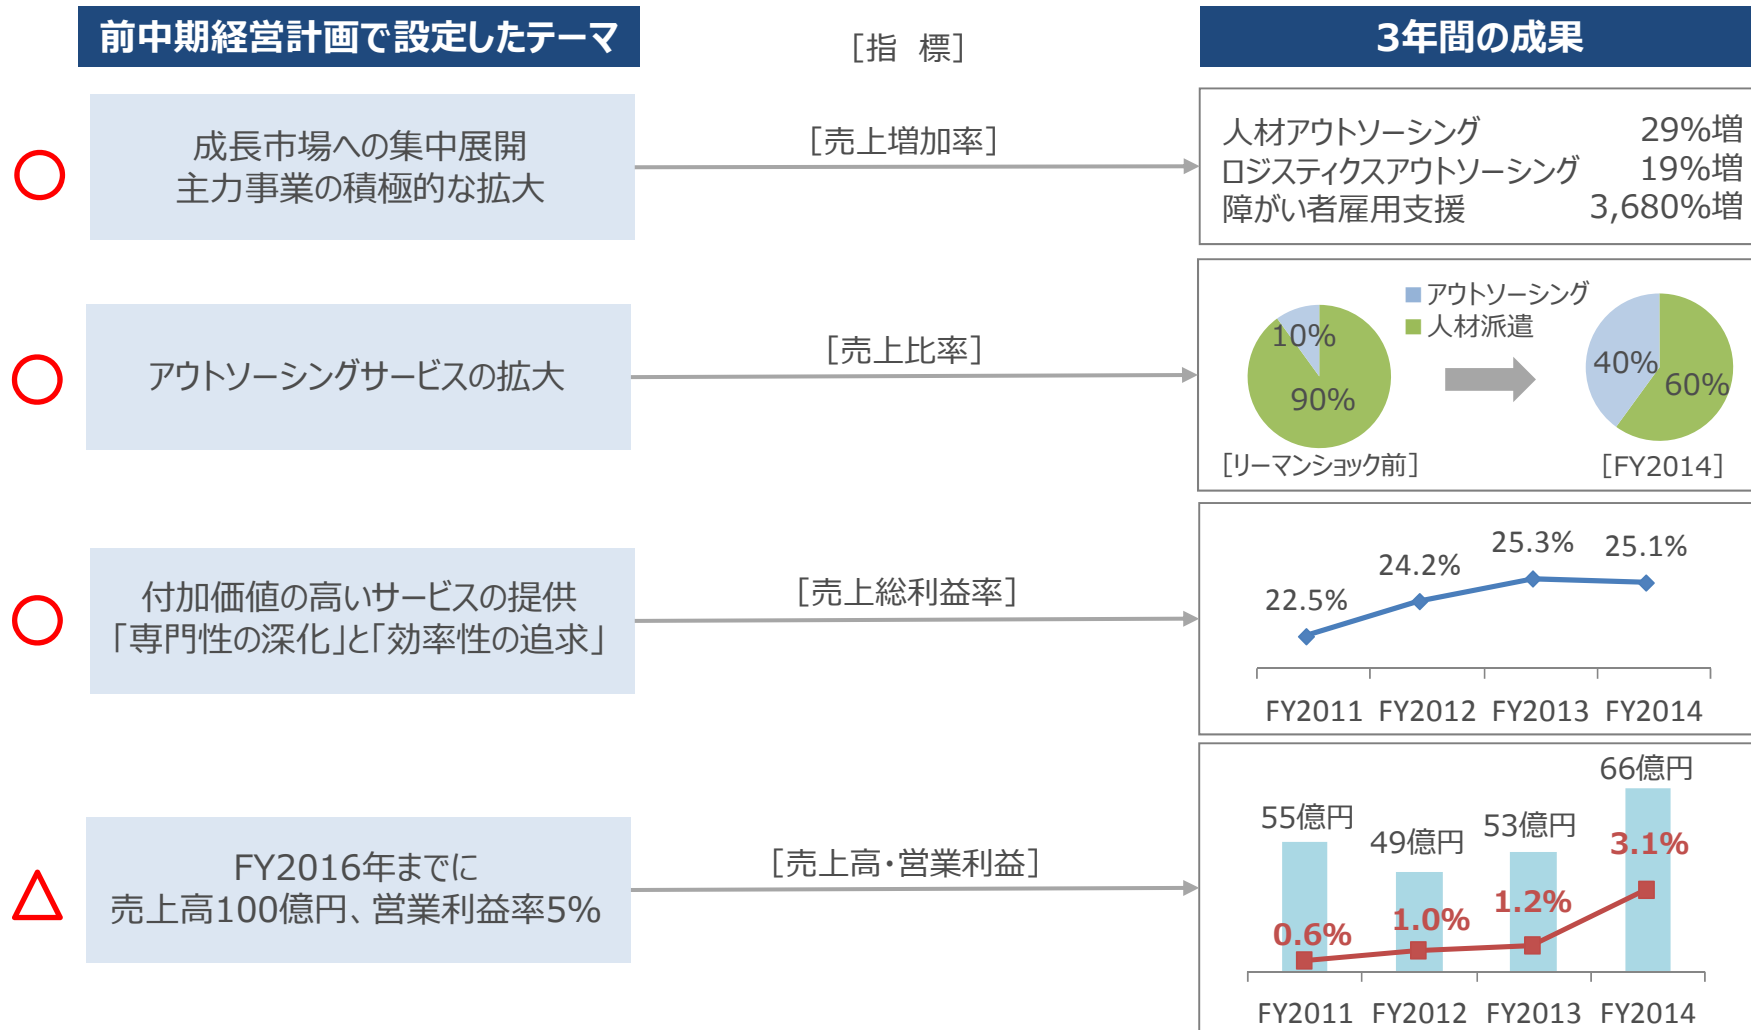 前中期経営計画で設定したテーマ
[指 標]
3年間の成果
成長市場への集中展開
主力事業の積極的な拡大
[売上増加率]
人材アウトソーシング 29%増
ロジスティクスアウトソーシング 19%増
障がい者雇用支援 3,680%増
アウトソーシングサービスの拡大
[売上比率]
アウトソーシング
人材派遣
10%
90%
40%
60%
[リーマンショック前]
[FY2014]
付加価値の高いサービスの提供
「専門性の深化」と「効率性の追求」
[売上総利益率]
22.5%
24.2%
25.3%
25.1%
FY2011 FY2012 FY2013 FY2014
FY2016年までに
売上高100億円、営業利益率5%
[売上高・営業利益]
55億円
49億円
53億円
66億円
0.6%
1.0%
1.2%
3.1%
FY2011 FY2012 FY2013 FY2014